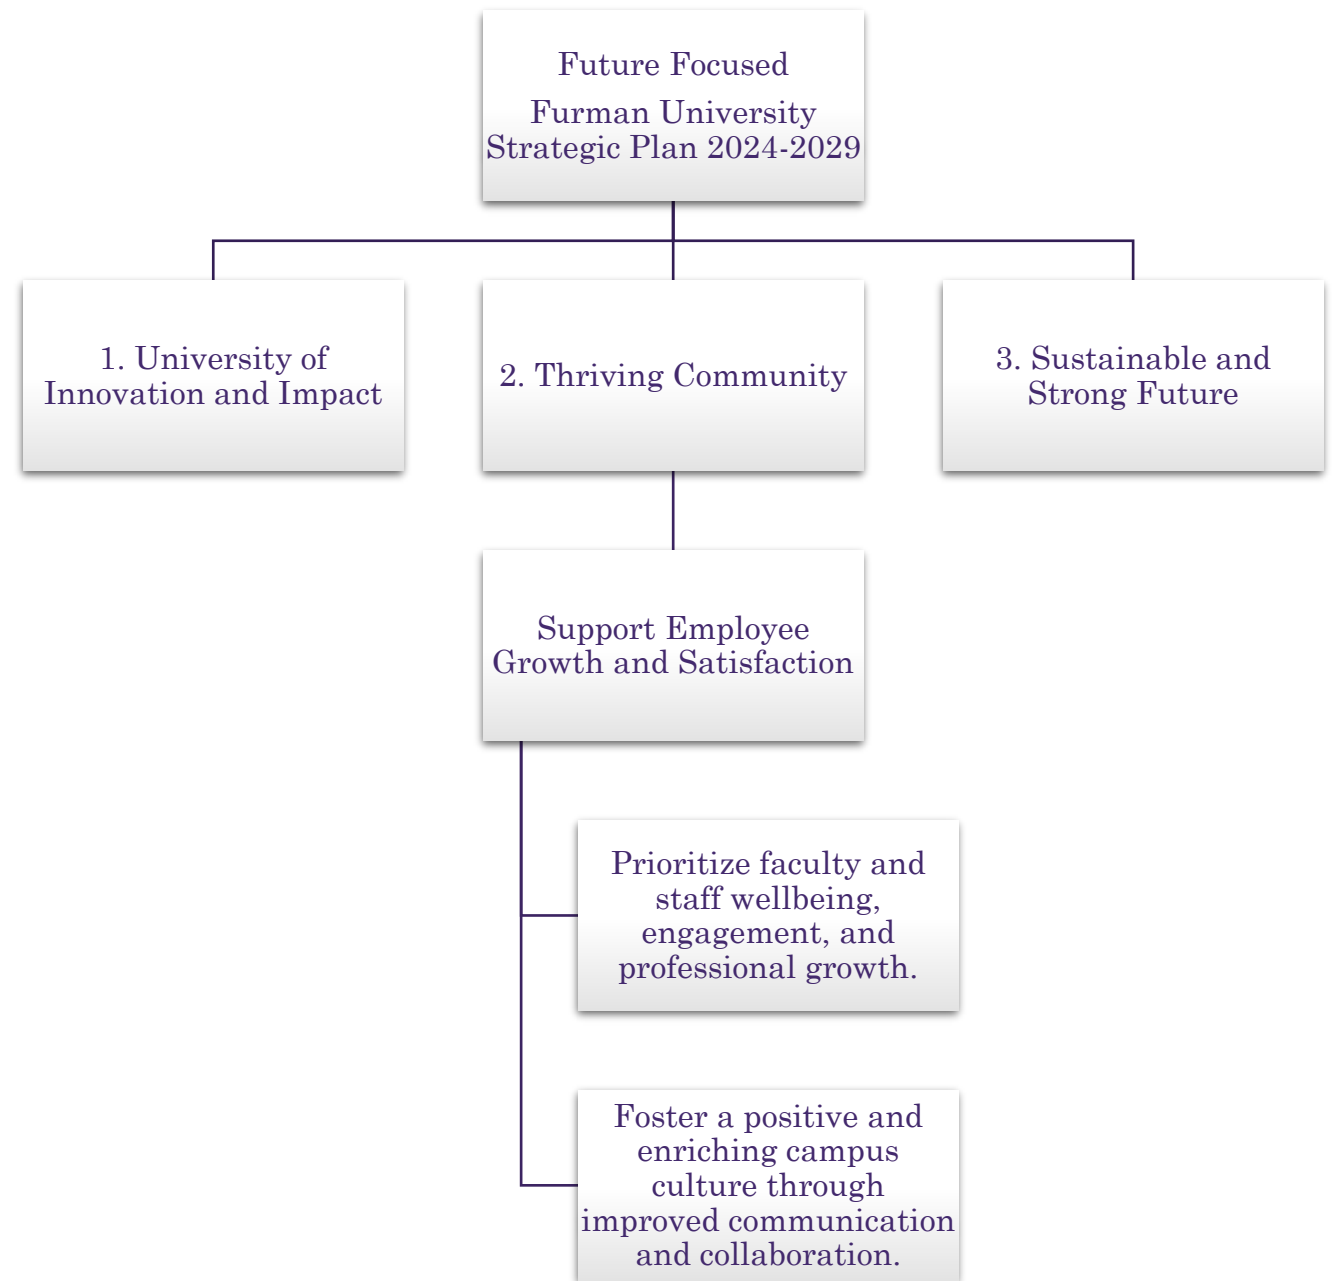 Future Focused
Furman University
Strategic Plan 2024-2029
1. University of
Innovation and Impact
2. Thriving Community
3. Sustainable and
Strong Future
Support Employee
Growth and Satisfaction
Prioritize faculty and
staff wellbeing,
engagement, and
professional growth.
Foster a positive and
enriching campus
culture through
improved communication
and collaboration.